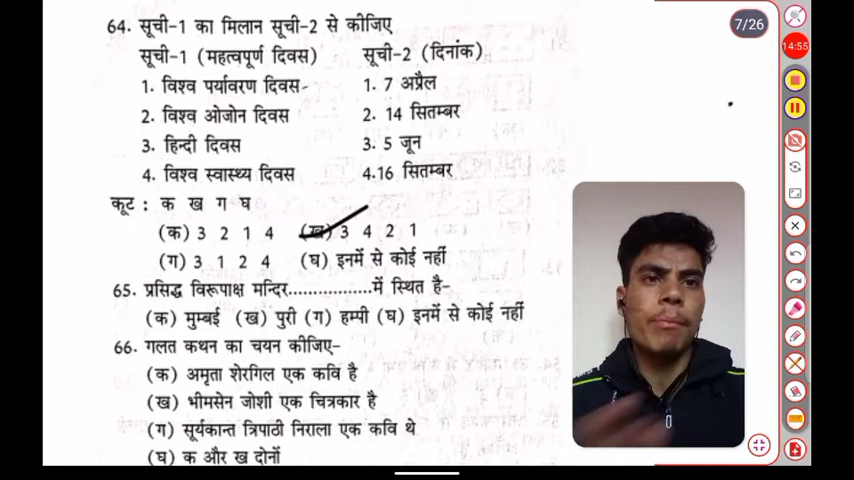 64. सूची-1 का मिलान सूची-2 से कीजिए
सूची-1 (महत्वपूर्ण दिवस) सूची-2 (दिनांक)
1. विश्व पर्यावरण दिवस- 1. 7 अप्रैल
2. विश्व ओजोन दिवस 2. 14 सितम्बर
3. हिन्दी दिवस 3. 5 जून
4. विश्व स्वास्थ्य दिवस 4.16 सितम्बर
कूट : क ख ग घ
(क) 3 2 1 4 (ख) 3 4 2 1
(ग) 3 1 2 4 (घ) इनमें से कोई नहीं
65. प्रसिद्ध विरूपाक्ष मन्दिर.................में स्थित है-
(क) मुम्बई (ख) पुरी (ग) हम्पी (घ) इनमें से कोई नहीं
66. गलत कथन का चयन कीजिए-
(क) अमृता शेरगिल एक कवि है
(ख) भीमसेन जोशी एक चित्रकार है
(ग) सूर्यकान्त त्रिपाठी निराला एक कवि थे
(घ) क और ख दोनों
7/26
14:55